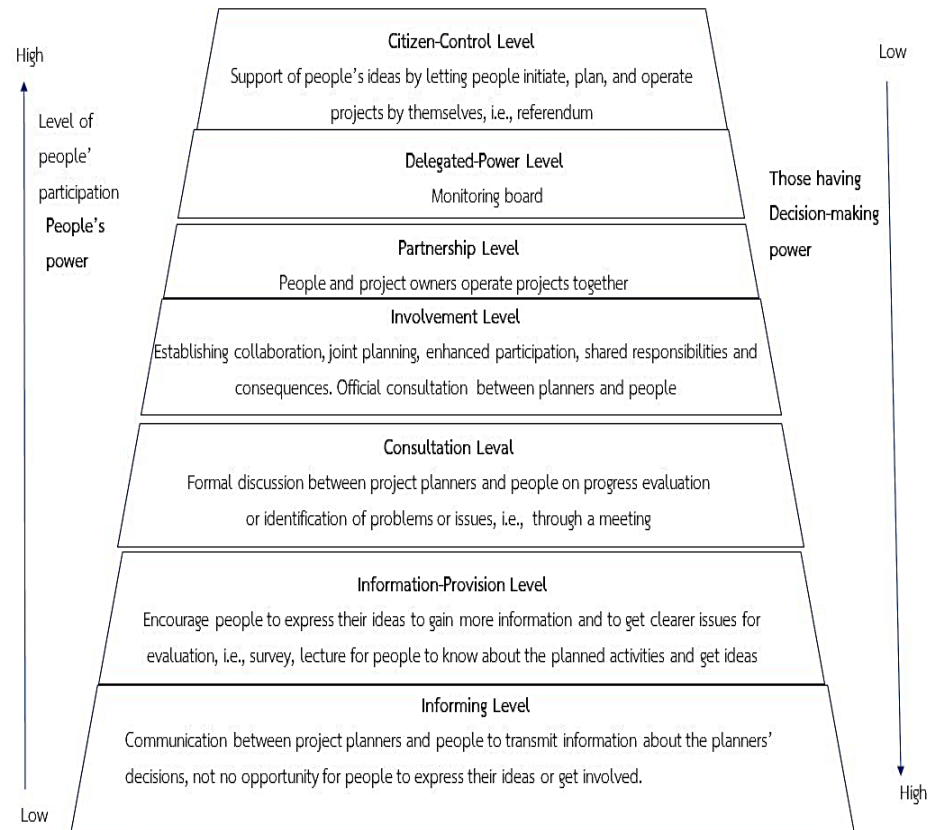 High
Level of
people'
participation
People's
power
Low
Citizen-Control Level
Support of people's ideas by letting people initiate, plan, and operate
projects by themselves, i.e., referendum
Delegated-Power Level
Monitoring board
Partnership Level
People and project owners operate projects together
Involvement Level
Establishing collaboration, joint planning, enhanced participation, shared responsibilities and
consequences. Official consultation between planners and people
Consultation Leval
Formal discussion between project planners and people on progress evaluation
or identification of problems or issues, i.e., through a meeting
Information-Provision Level
Encourage people to express their ideas to gain more information and to get clearer issues for
evaluation, i.e., survey, lecture for people to know about the planned activities and get ideas
Informing Level
Communication between project planners and people to transmit information about the planners'
decisions, not no opportunity for people to express their ideas or get involved.
Low
Those having
Decision-making
power
High